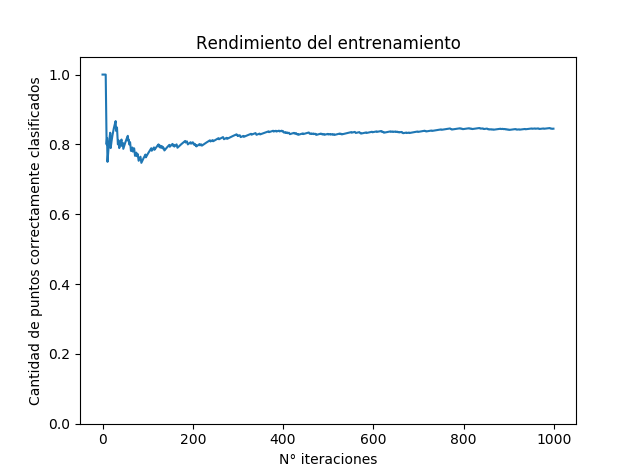 Rendimiento del entrenamiento
Cantidad de puntos correctamente clasificados
1.0
0.8
0.6
0.4
0.2
0.0
0 200 400 600 800 1000
N° iteraciones